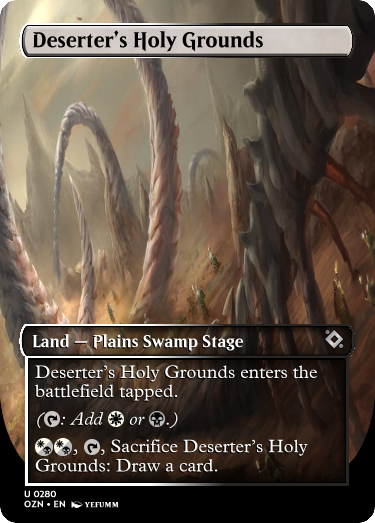 Deserter's Holy Grounds
Land — Plains Swamp Stage
Deserter's Holy Grounds enters the
battlefield tapped.
(: Add or .)
, , Sacrifice Deserter's Holy
Grounds: Draw a card.
U 0280
OZN • EN YEFUMM